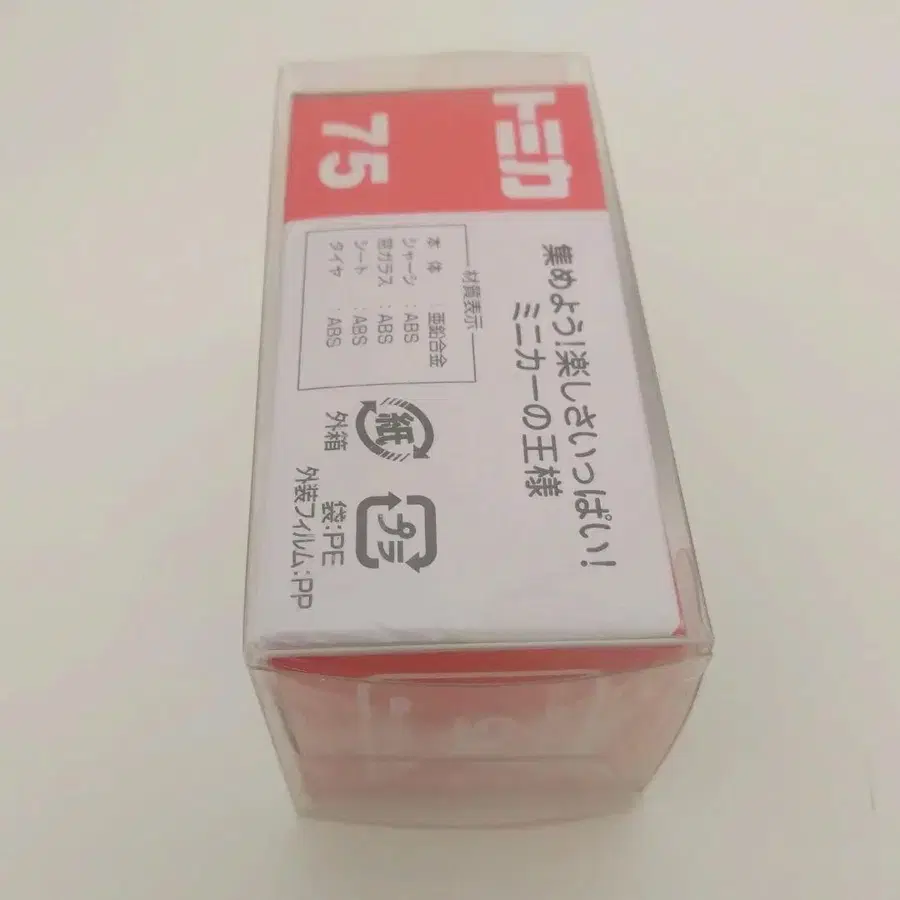 トミカ
75
集めよう!楽しさいっぱい!
ミニカーの王様
材質表示
本体 :亜鉛合金
シャーシ :ABS
窓ガラス :ABS
シート :ABS
タイヤ :ABS
紙
外箱
プラ
袋:PE
外装フィルム:PP